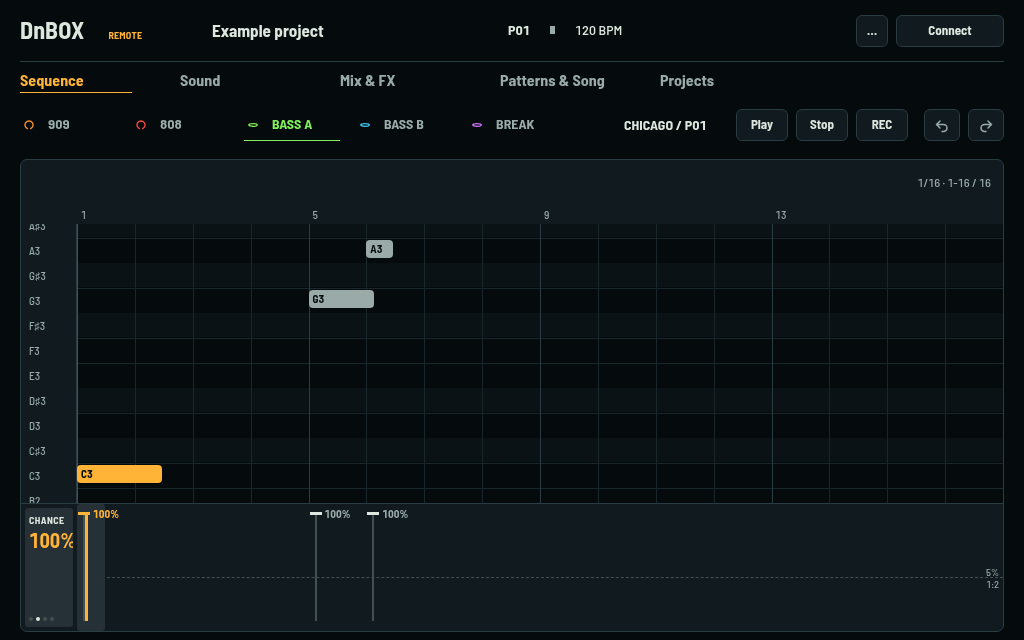 DnBOX REMOTE Example project P01 120 BPM ... Connect
Sequence Sound Mix & FX Patterns & Song Projects
909 808 BASS A BASS B BREAK CHICAGO / P01 Play Stop REC
1/16 · 1-16 / 16
1 5 9 13
A♯3
A3 A3
G♯3
G3 G3
F♯3
F3
E3
D♯3
D3
C♯3
C3 C3
B2
CHANCE 100% 100% 100%
100%
5%
1:2